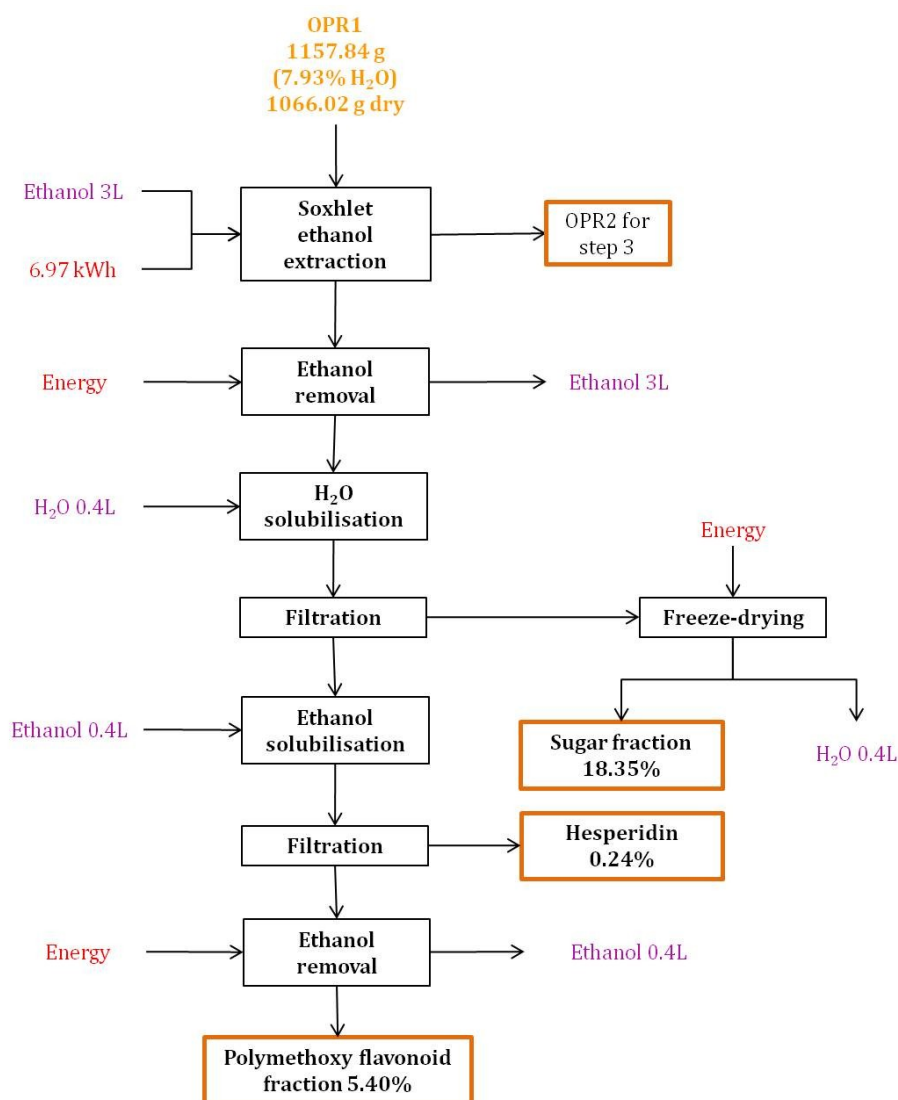 OPR1
1157.84 g
(7.93% H₂O)
1066.02 g dry
Ethanol 3L
6.97 kWh
Soxhlet
ethanol
extraction
OPR2 for
step 3
Energy
Ethanol
removal
Ethanol 3L
H₂O 0.4L
H₂O
solubilisation
Energy
Filtration
Freeze-drying
Ethanol 0.4L
Ethanol
solubilisation
Sugar fraction
18.35%
H₂O 0.4L
Filtration
Hesperidin
0.24%
Energy
Ethanol
removal
Ethanol 0.4L
Polymethoxy flavonoid
fraction 5.40%